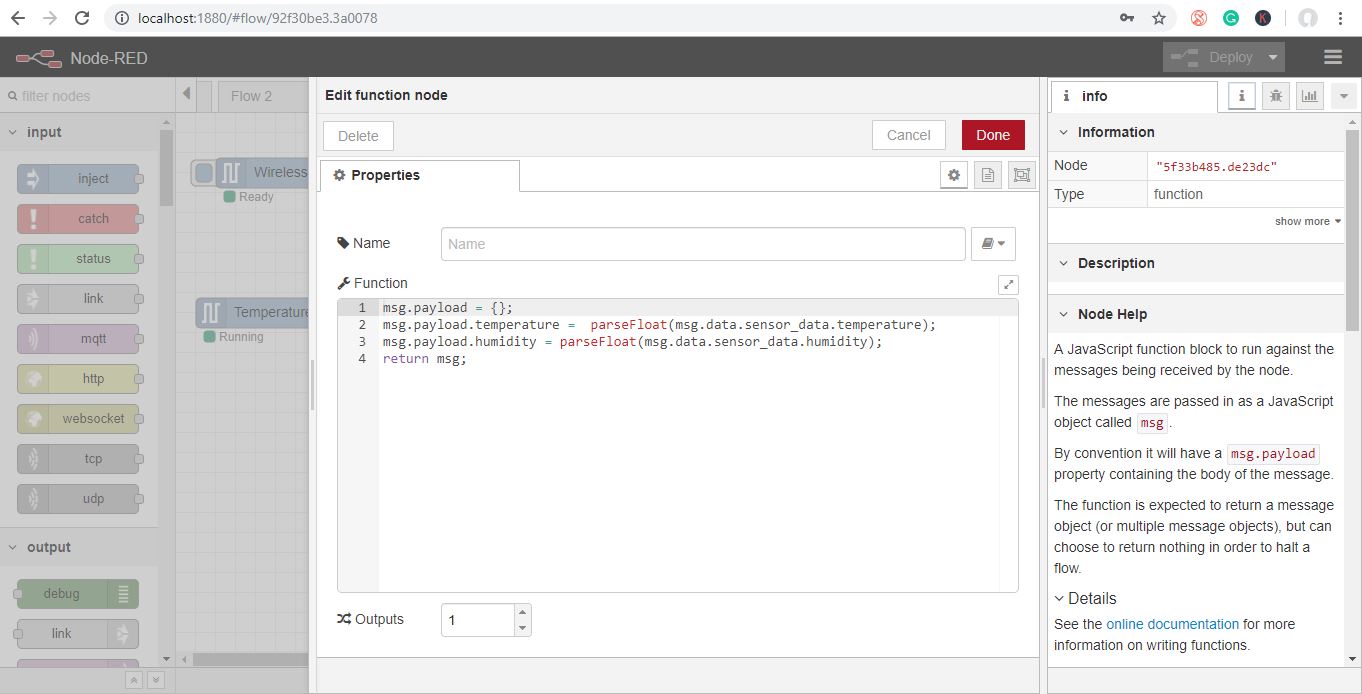 localhost:1880/#flow/92f30be3.3a0078
Node-RED
Deploy
filter nodes
input
inject
catch
status
link
mqtt
http
websocket
tcp
udp
output
debug
link
Flow 2
Wireless
Ready
Temperature
Running
Edit function node
Delete
Cancel
Done
Properties
Name
Name
Function
1 msg.payload = {};
2 msg.payload.temperature =  parseFloat(msg.data.sensor_data.temperature);
3 msg.payload.humidity = parseFloat(msg.data.sensor_data.humidity);
4 return msg;
Outputs
1
info
Information
Node "5f33b485.de23dc"
Type function
show more
Description
Node Help
A JavaScript function block to run against the
messages being received by the node.
The messages are passed in as a JavaScript
object called msg.
By convention it will have a msg.payload
property containing the body of the message.
The function is expected to return a message
object (or multiple message objects), but can
choose to return nothing in order to halt a
flow.
Details
See the online documentation for more
information on writing functions.